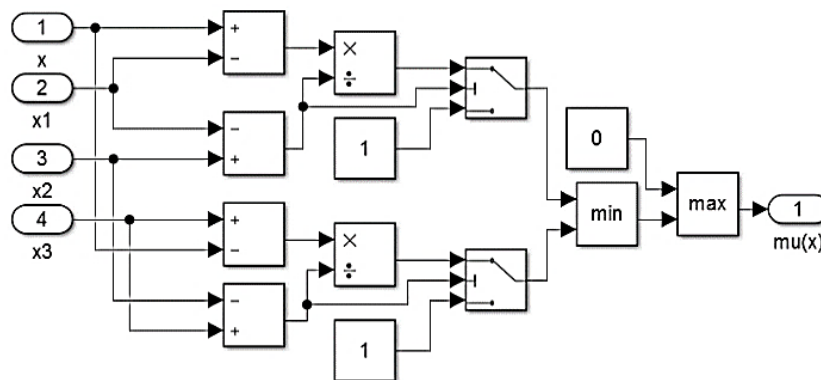 1
x
2
x1
3
x2
4
x3
+
−
×
÷
−
+
1
+
−
×
÷
−
+
1
0
min
max
1
mu(x)